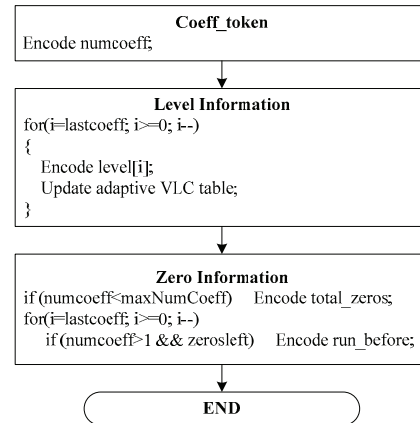 Coeff_token
Encode numcoeff;
Level Information
for(i=lastcoeff; i>=0; i--)
{
Encode level[i];
Update adaptive VLC table;
}
Zero Information
if (numcoeff<maxNumCoeff) Encode total_zeros;
for(i=lastcoeff; i>=0; i--)
if (numcoeff>1 && zerosleft) Encode run_before;
END